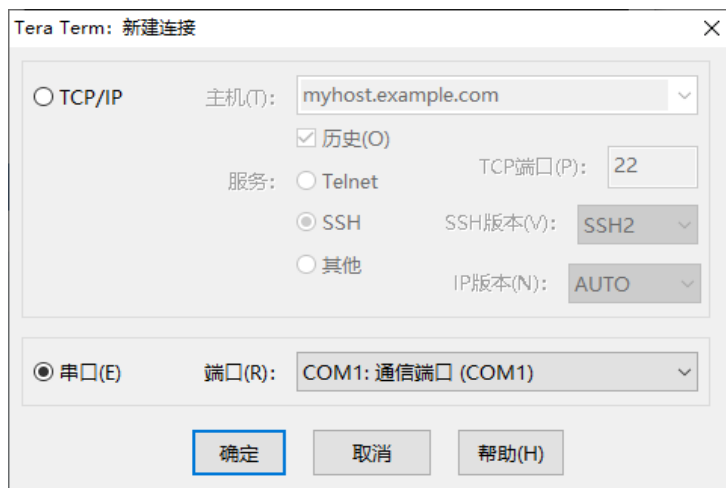 Tera Term: 新建连接
TCP/IP 主机(T): myhost.example.com
历史(O)
服务: Telnet TCP端口(P): 22
SSH SSH版本(V): SSH2
其他 IP版本(N): AUTO
串口(E) 端口(R): COM1: 通信端口 (COM1)
确定 取消 帮助(H)